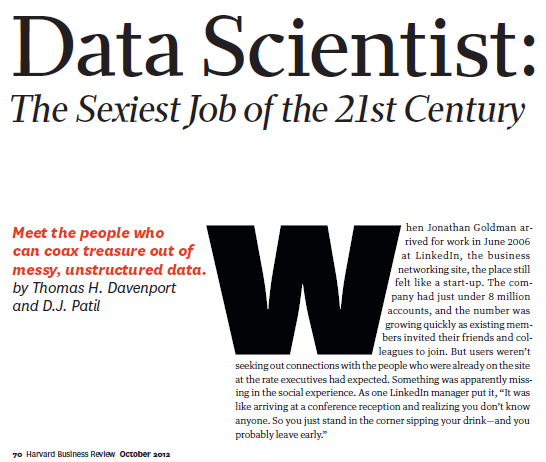 Data Scientist:
The Sexiest Job of the 21st Century
Meet the people who
can coax treasure out of
messy, unstructured data.
by Thomas H. Davenport
and D.J. Patil
When Jonathan Goldman ar-
rived for work in June 2006
at LinkedIn, the business
networking site, the place still
felt like a start-up. The com-
pany had just under 8 million
accounts, and the number was
growing quickly as existing mem-
bers invited their friends and col-
leagues to join. But users weren’t
seeking out connections with the people who were already on the site
at the rate executives had expected. Something was apparently miss-
ing in the social experience. As one LinkedIn manager put it, “It was
like arriving at a conference reception and realizing you don’t know
anyone. So you just stand in the corner sipping your drink—and you
probably leave early.”
70 Harvard Business Review October 2012